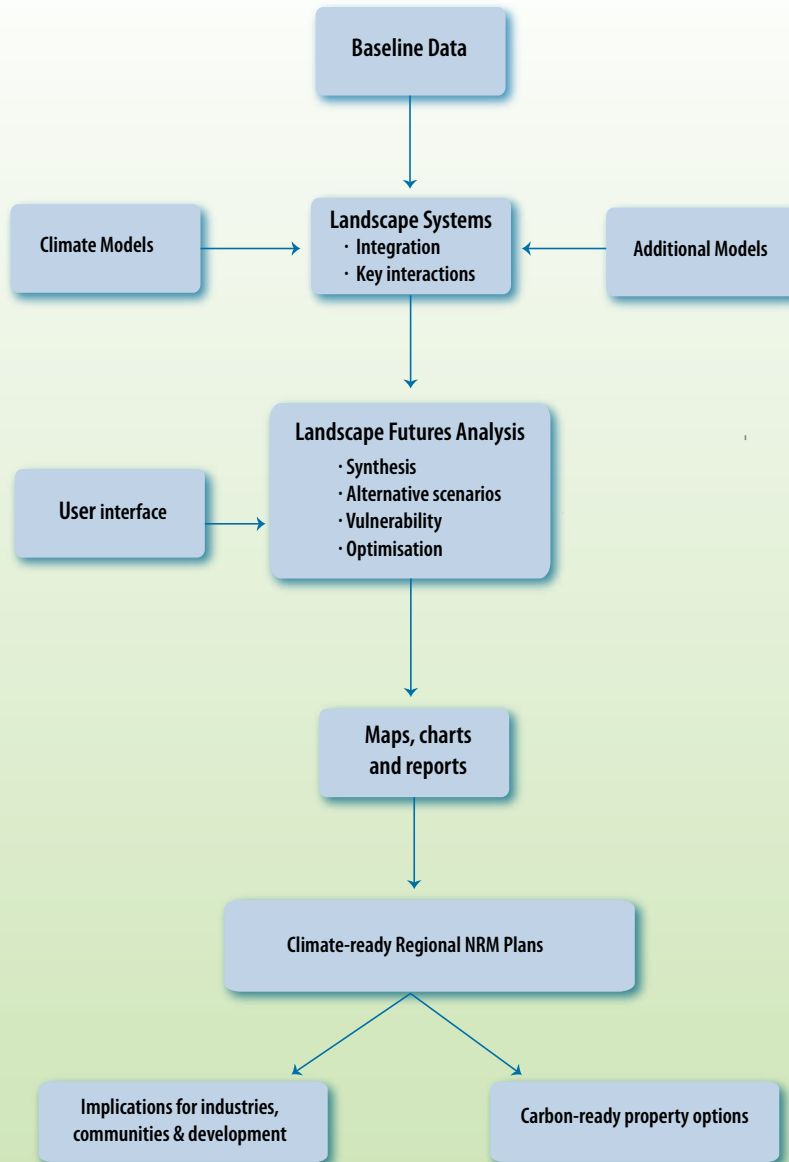 Baseline Data
Landscape Systems
· Integration
· Key interactions
Climate Models
Additional Models
Landscape Futures Analysis
· Synthesis
· Alternative scenarios
· Vulnerability
· Optimisation
User interface
Maps, charts
and reports
Climate-ready Regional NRM Plans
Implications for industries,
communities & development
Carbon-ready property options